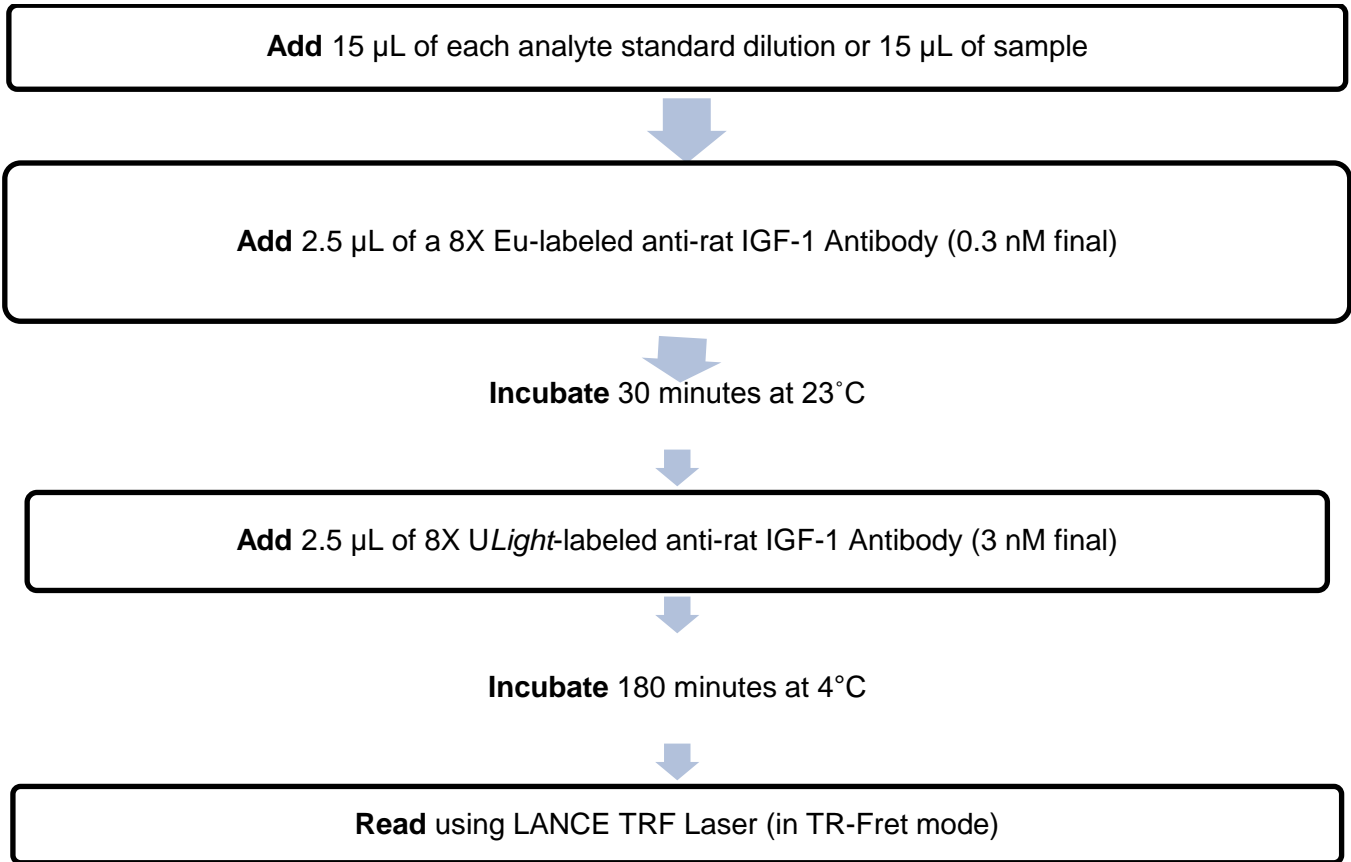 Add 15 µL of each analyte standard dilution or 15 µL of sample
Add 2.5 µL of a 8X Eu-labeled anti-rat IGF-1 Antibody (0.3 nM final)
Incubate 30 minutes at 23˚C
Add 2.5 µL of 8X ULight-labeled anti-rat IGF-1 Antibody (3 nM final)
Incubate 180 minutes at 4°C
Read using LANCE TRF Laser (in TR-Fret mode)